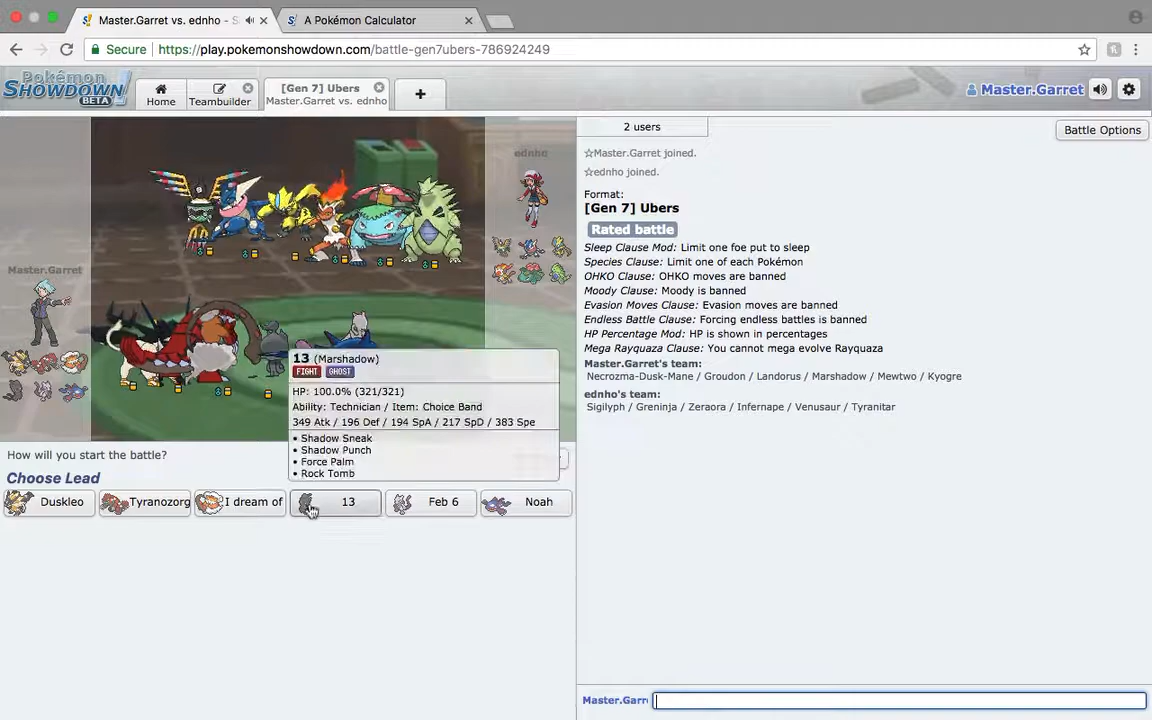 Master.Garret vs. ednho - S
A Pokémon Calculator
Secure
https://play.pokemonshowdown.com/battle-gen7ubers-786924249
Pokémon
SHOWDOWN!
BETA
Home
Teambuilder
[Gen 7] Ubers
Master.Garret vs. ednho
+
Master.Garret
2 users
Battle Options
☆Master.Garret joined.
☆ednho joined.
Format:
[Gen 7] Ubers
Rated battle
Sleep Clause Mod: Limit one foe put to sleep
Species Clause: Limit one of each Pokémon
OHKO Clause: OHKO moves are banned
Moody Clause: Moody is banned
Evasion Moves Clause: Evasion moves are banned
Endless Battle Clause: Forcing endless battles is banned
HP Percentage Mod: HP is shown in percentages
Mega Rayquaza Clause: You cannot mega evolve Rayquaza
Master.Garret's team:
Necrozma-Dusk-Mane / Groudon / Landorus / Marshadow / Mewtwo / Kyogre
ednho's team:
Sigilyph / Greninja / Zeraora / Infernape / Venusaur / Tyranitar
ednho
Master.Garret
13 (Marshadow)
FIGHT GHOST
HP: 100.0% (321/321)
Ability: Technician / Item: Choice Band
349 Atk / 196 Def / 194 SpA / 217 SpD / 383 Spe
• Shadow Sneak
• Shadow Punch
• Force Palm
• Rock Tomb
How will you start the battle?
Choose Lead
Duskleo
Tyranozorg
I dream of
13
Feb 6
Noah
Master.Garr